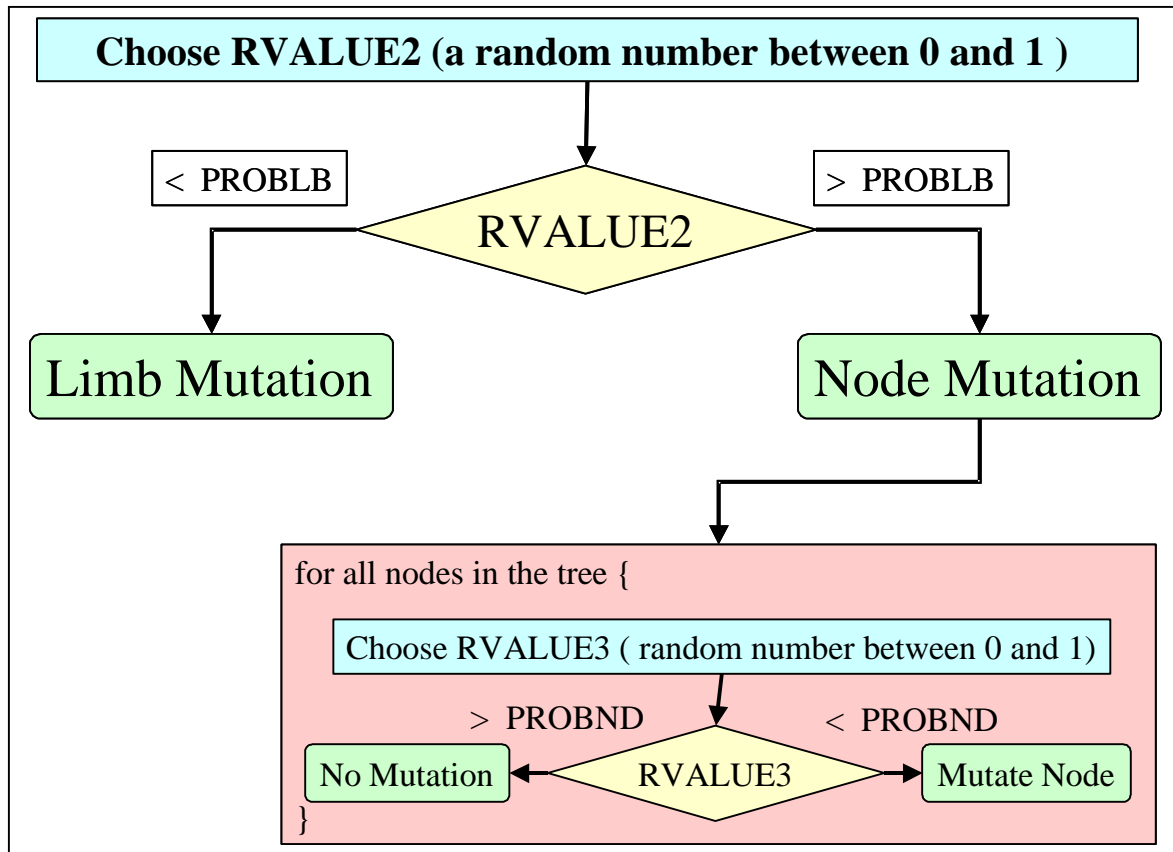 Choose RVALUE2 (a random number between 0 and 1 )
< PROBLB
> PROBLB
RVALUE2
Limb Mutation
Node Mutation
for all nodes in the tree {
Choose RVALUE3 ( random number between 0 and 1)
> PROBND
< PROBND
No Mutation
RVALUE3
Mutate Node
}